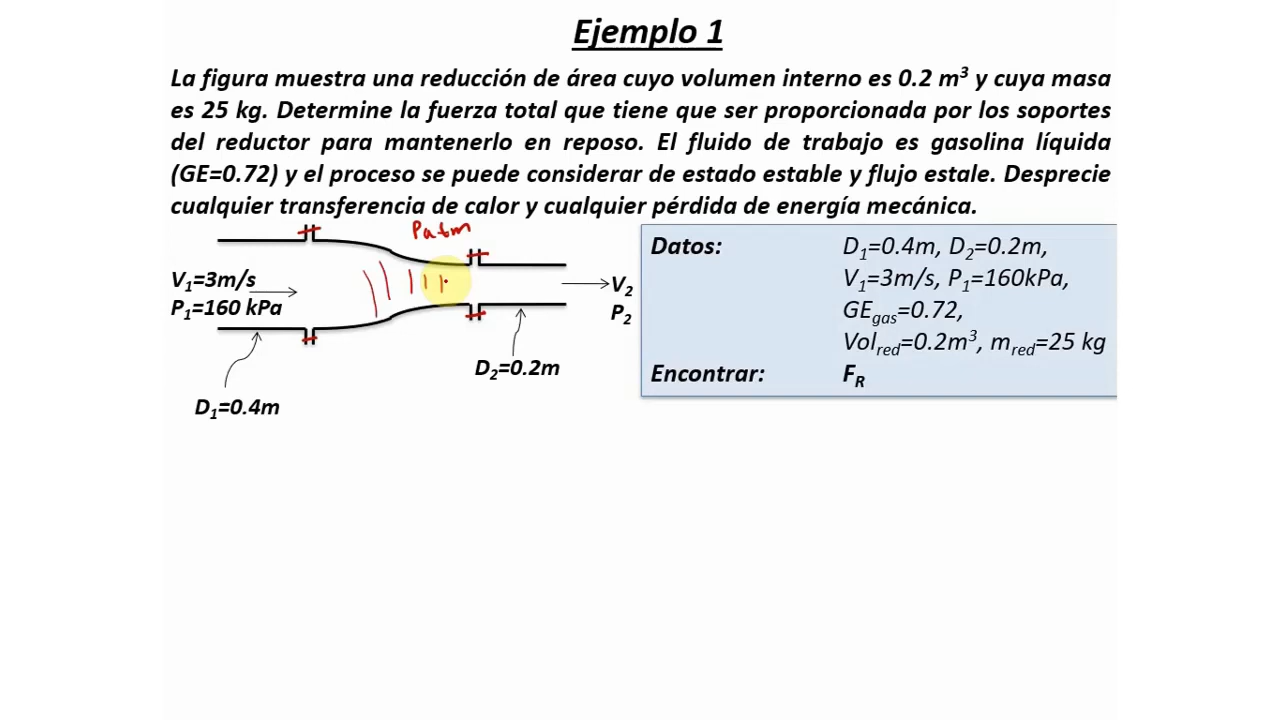 Ejemplo 1
La figura muestra una reducción de área cuyo volumen interno es 0.2 m³ y cuya masa
es 25 kg. Determine la fuerza total que tiene que ser proporcionada por los soportes
del reductor para mantenerlo en reposo. El fluido de trabajo es gasolina líquida
(GE=0.72) y el proceso se puede considerar de estado estable y flujo estale. Desprecie
cualquier transferencia de calor y cualquier pérdida de energía mecánica.
Patm
V₁=3m/s
P₁=160 kPa
V₂
P₂
D₂=0.2m
D₁=0.4m
Datos: D₁=0.4m, D₂=0.2m,
V₁=3m/s, P₁=160kPa,
GEgas=0.72,
Volred=0.2m³, mred=25 kg
Encontrar: FR